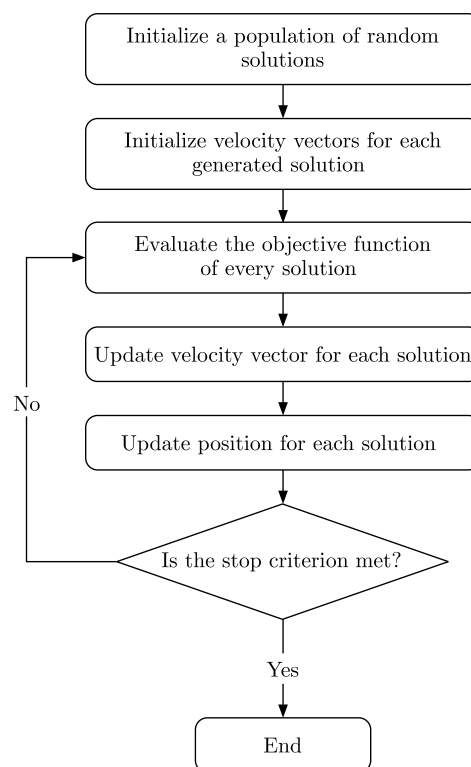 Initialize a population of random
solutions
Initialize velocity vectors for each
generated solution
Evaluate the objective function
of every solution
Update velocity vector for each solution
No
Update position for each solution
Is the stop criterion met?
Yes
End